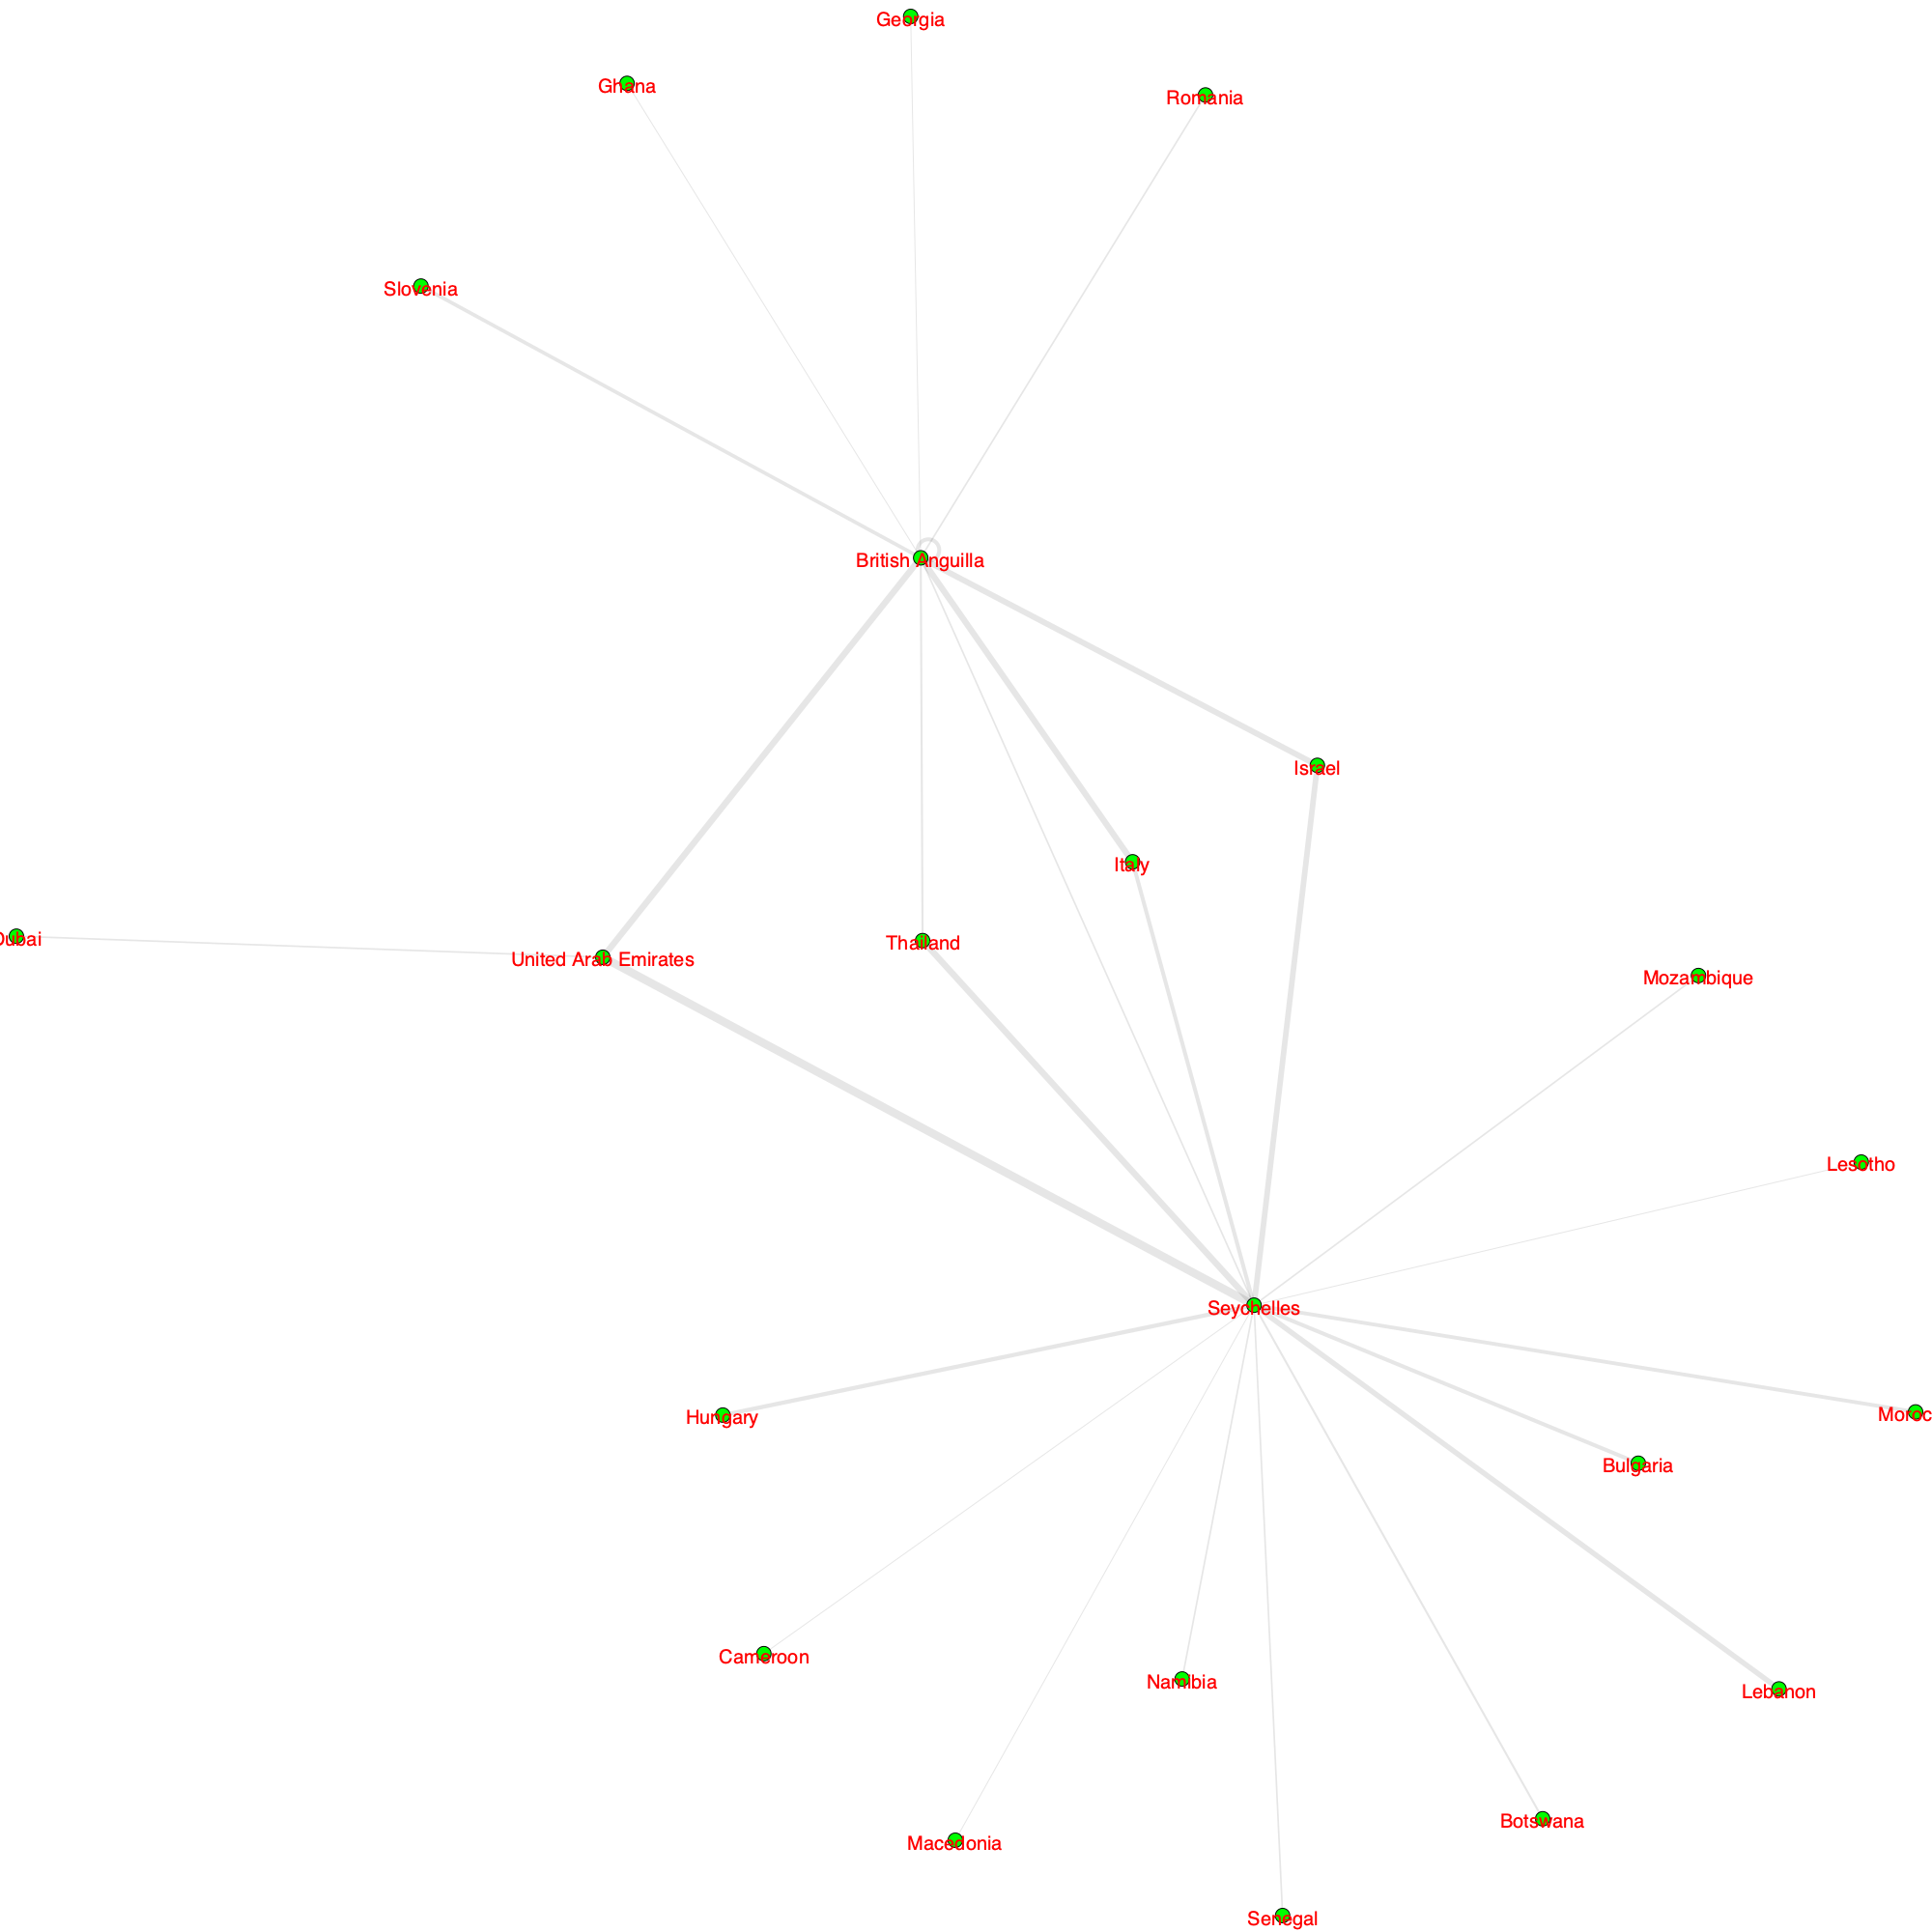 Georgia
Ghana
Romania
Slovenia
British Anguilla
Israel
Italy
Dubai
Thailand
United Arab Emirates
Mozambique
Lesotho
Seychelles
Hungary
Moroc
Bulgaria
Cameroon
Namibia
Lebanon
Botswana
Macedonia
Senegal